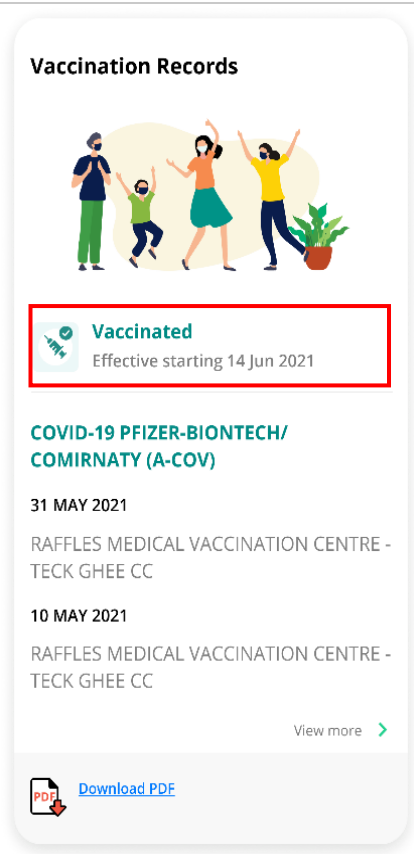 Vaccination Records
Vaccinated
Effective starting 14 Jun 2021
COVID-19 PFIZER-BIONTECH/
COMIRNATY (A-COV)
31 MAY 2021
RAFFLES MEDICAL VACCINATION CENTRE -
TECK GHEE CC
10 MAY 2021
RAFFLES MEDICAL VACCINATION CENTRE -
TECK GHEE CC
View more
PDF
Download PDF